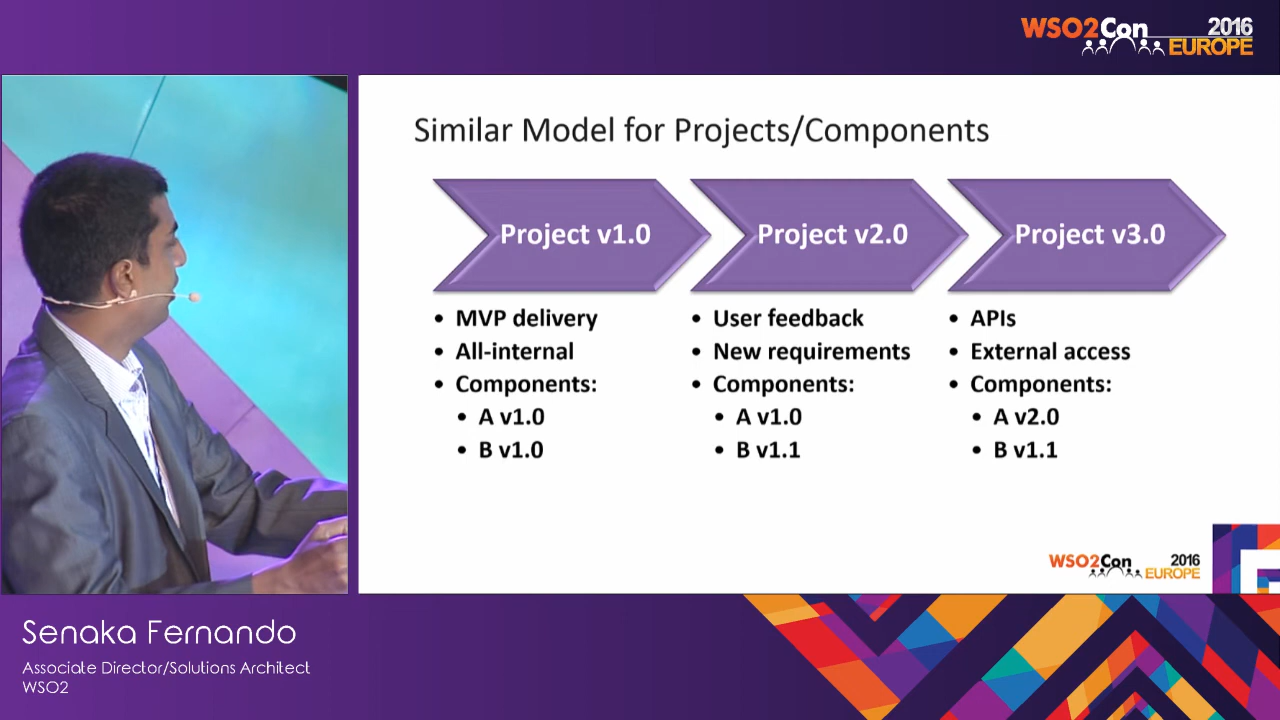 WSO2Con 2016
EUROPE
Similar Model for Projects/Components
Project v1.0
Project v2.0
Project v3.0
• MVP delivery
• All-internal
• Components:
• A v1.0
• B v1.0
• User feedback
• New requirements
• Components:
• A v1.0
• B v1.1
• APIs
• External access
• Components:
• A v2.0
• B v1.1
WSO2Con 2016
EUROPE
Senaka Fernando
Associate Director/Solutions Architect
WSO2